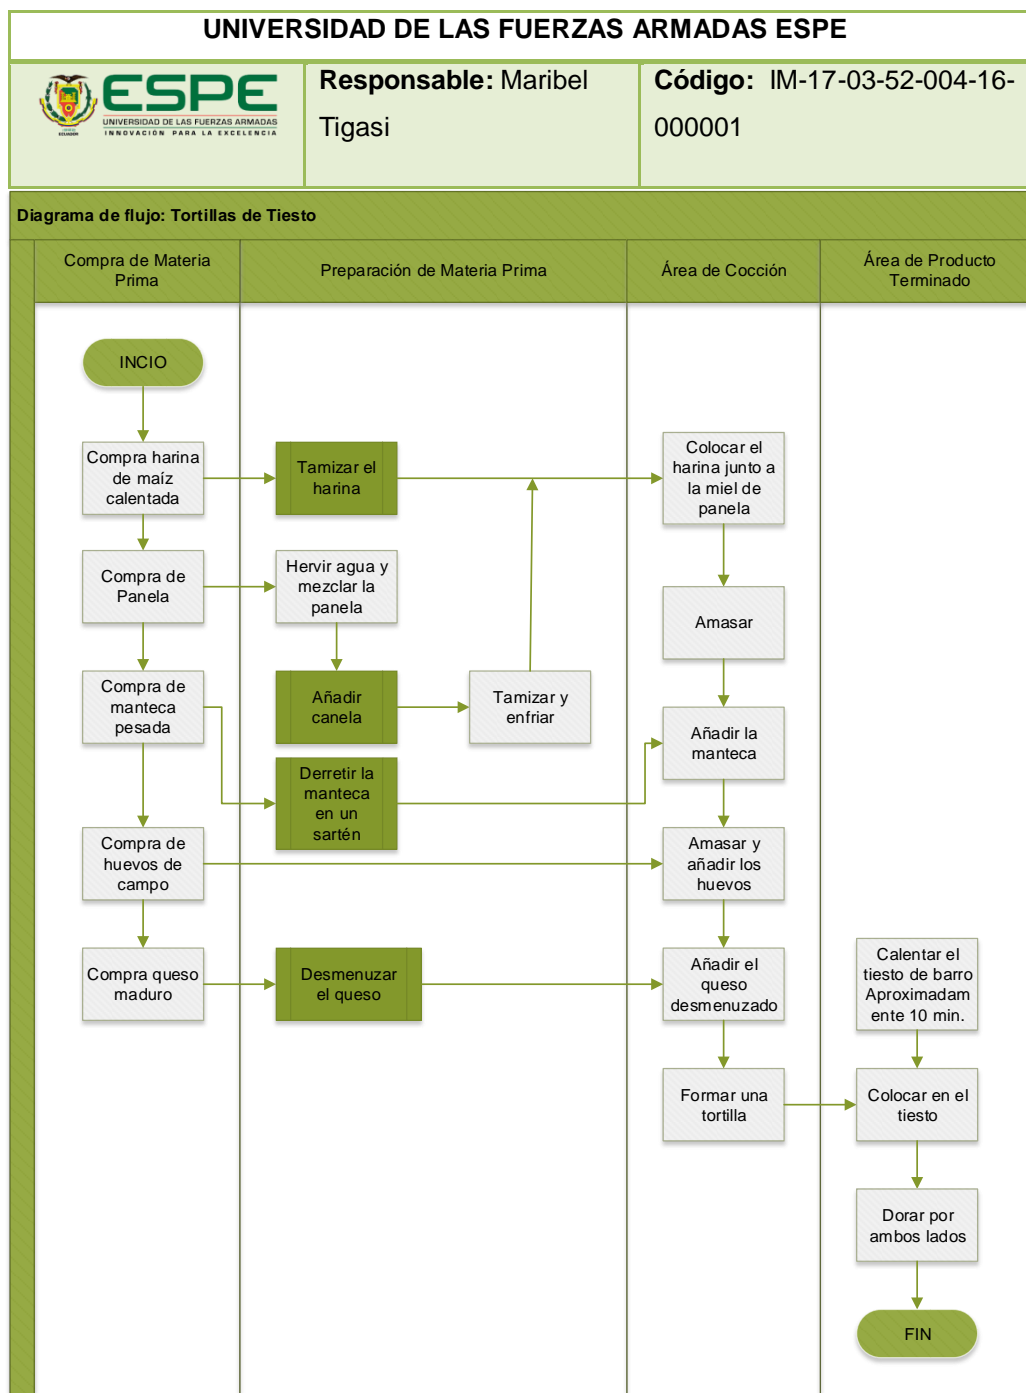 UNIVERSIDAD DE LAS FUERZAS ARMADAS ESPE
ESPE
UNIVERSIDAD DE LAS FUERZAS ARMADAS
INNOVACIÓN PARA LA EXCELENCIA
ECUADOR
Responsable: Maribel
Tigasi
Código: IM-17-03-52-004-16-
000001
Diagrama de flujo: Tortillas de Tiesto
Compra de Materia
Prima
Preparación de Materia Prima
Área de Cocción
Área de Producto
Terminado
INCIO
Compra harina
de maíz
calentada
Tamizar el
harina
Colocar el
harina junto a
la miel de
panela
Compra de
Panela
Hervir agua y
mezclar la
panela
Amasar
Compra de
manteca
pesada
Añadir
canela
Tamizar y
enfriar
Añadir la
manteca
Derretir la
manteca
en un
sartén
Compra de
huevos de
campo
Amasar y
añadir los
huevos
Compra queso
maduro
Desmenuzar
el queso
Añadir el
queso
desmenuzado
Calentar el
tiesto de barro
Aproximadam
ente 10 min.
Formar una
tortilla
Colocar en el
tiesto
Dorar por
ambos lados
FIN